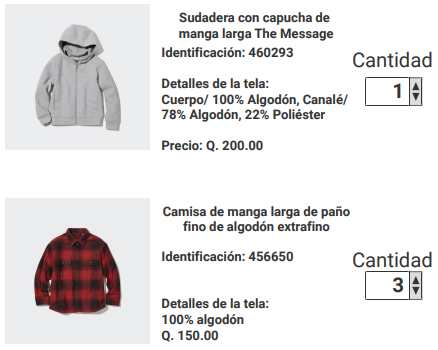 Sudadera con capucha de
manga larga The Message
Identificación: 460293
Cantidad
Detalles de la tela:
1
Cuerpo/ 100% Algodón, Canalé/
78% Algodón, 22% Poliéster
Precio: Q. 200.00
Camisa de manga larga de paño
fino de algodón extrafino
Identificación: 456650
Cantidad
3
Detalles de la tela:
100% algodón
Q. 150.00